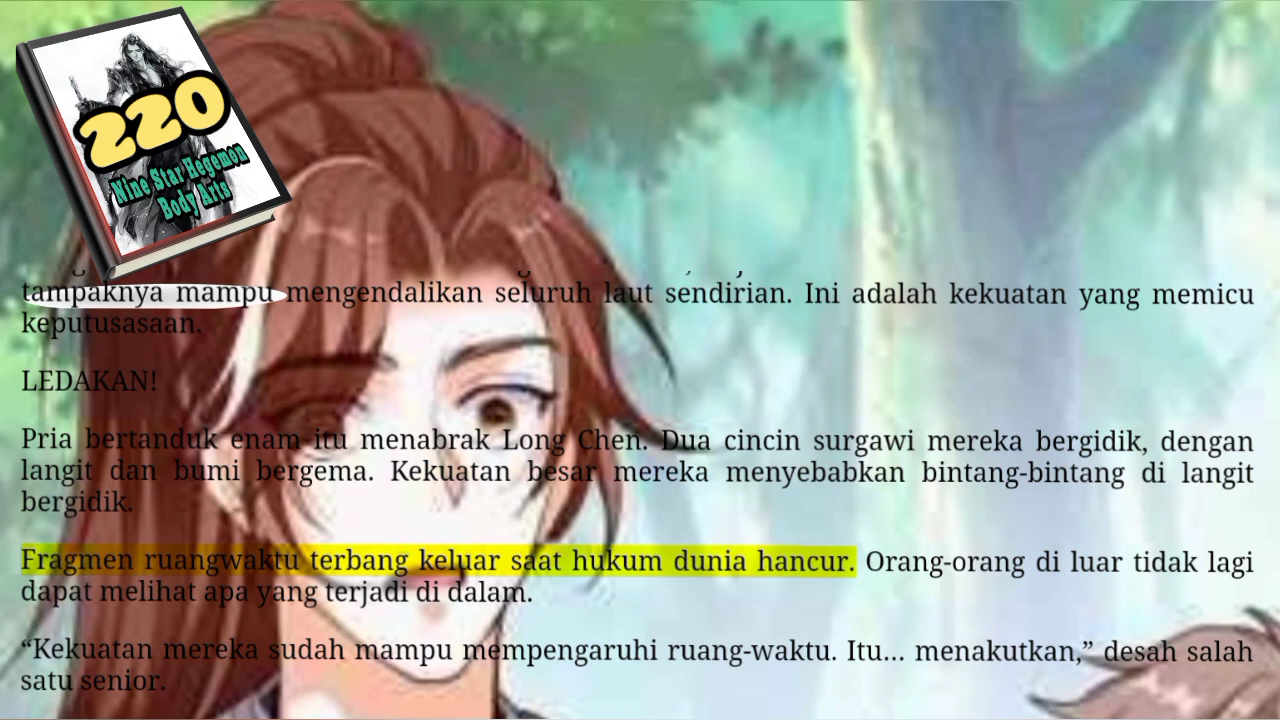 220
Nine Star Hegemon
Body Arts
tampaknya mampu mengendalikan seluruh laut sendirian. Ini adalah kekuatan yang memicu
keputusasaan.
LEDAKAN!
Pria bertanduk enam itu menabrak Long Chen. Dua cincin surgawi mereka bergidik, dengan
langit dan bumi bergema. Kekuatan besar mereka menyebabkan bintang-bintang di langit
bergidik.
Fragmen ruangwaktu terbang keluar saat hukum dunia hancur. Orang-orang di luar tidak lagi
dapat melihat apa yang terjadi di dalam.
“Kekuatan mereka sudah mampu mempengaruhi ruang-waktu. Itu... menakutkan,” desah salah
satu senior.